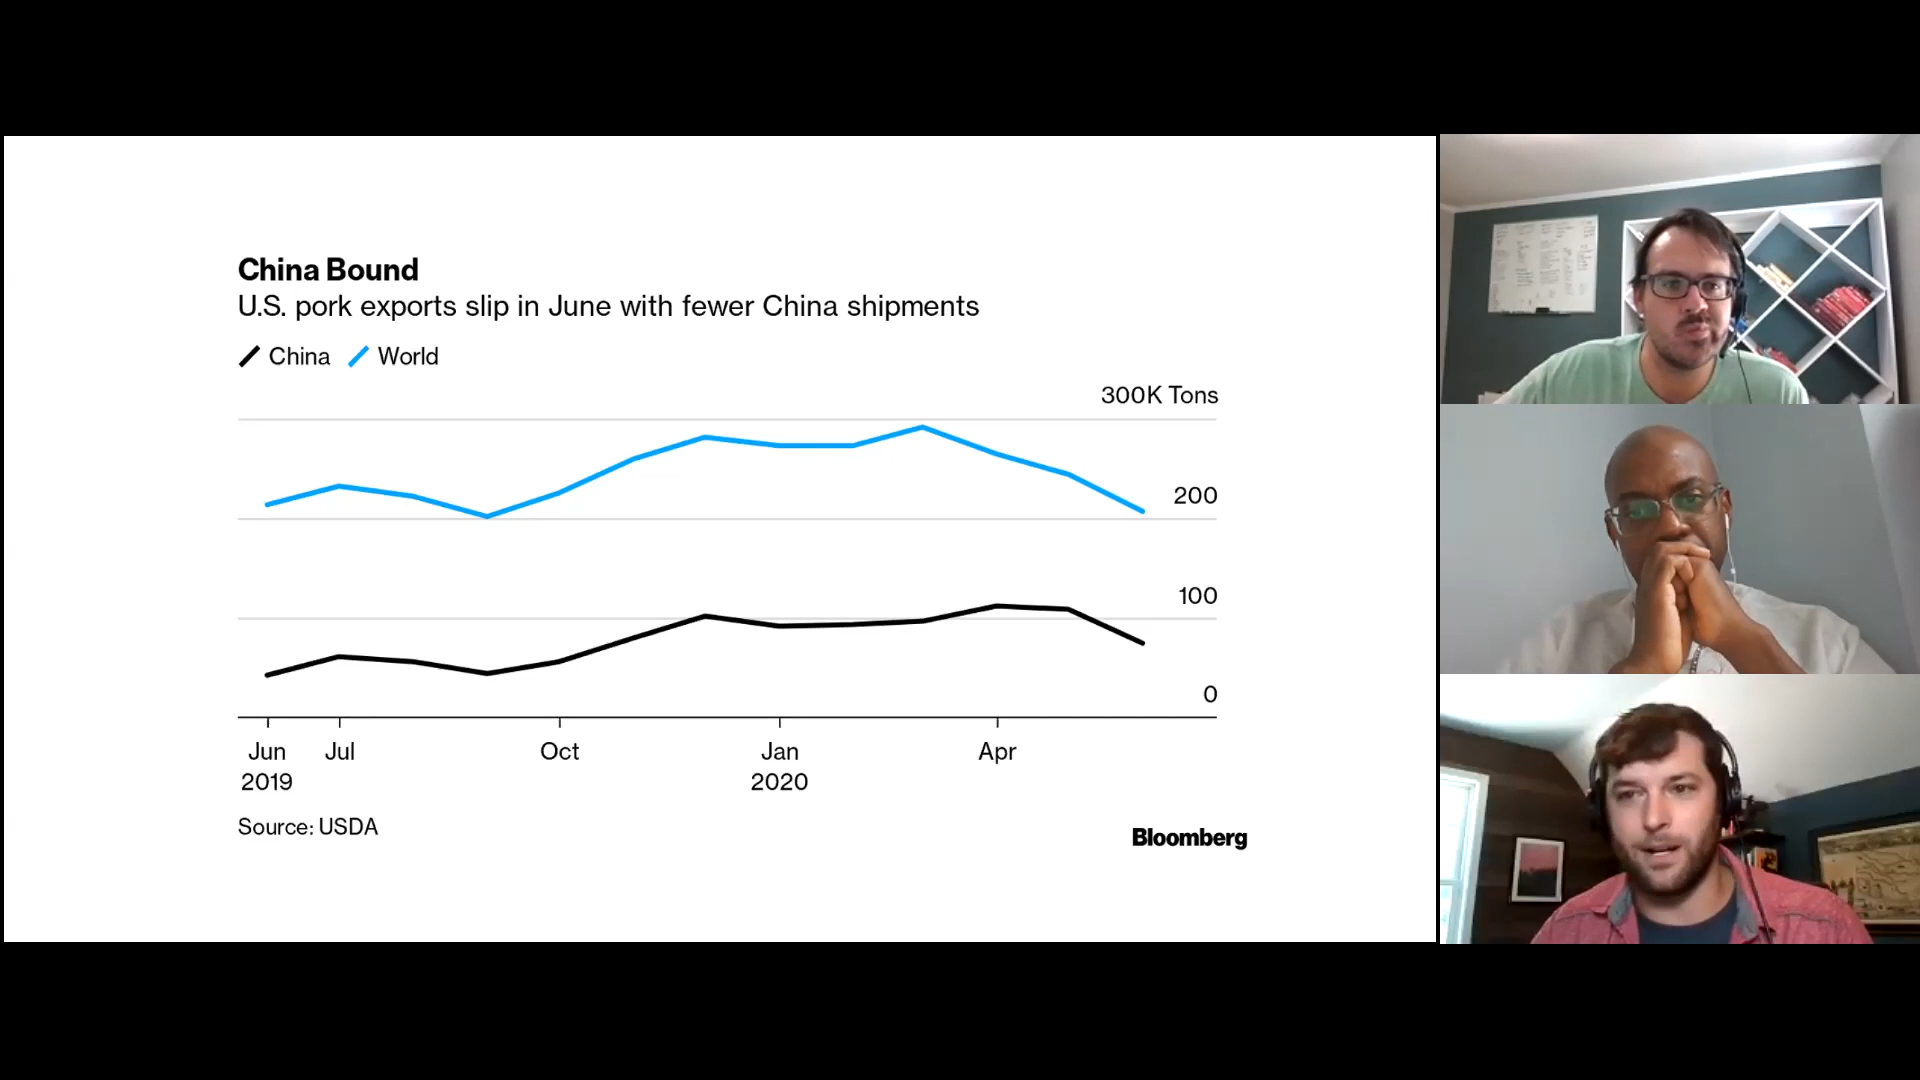 China Bound
U.S. pork exports slip in June with fewer China shipments
China World
300K Tons
200
100
0
Jun Jul Oct Jan Apr
2019 2020
Source: USDA
Bloomberg